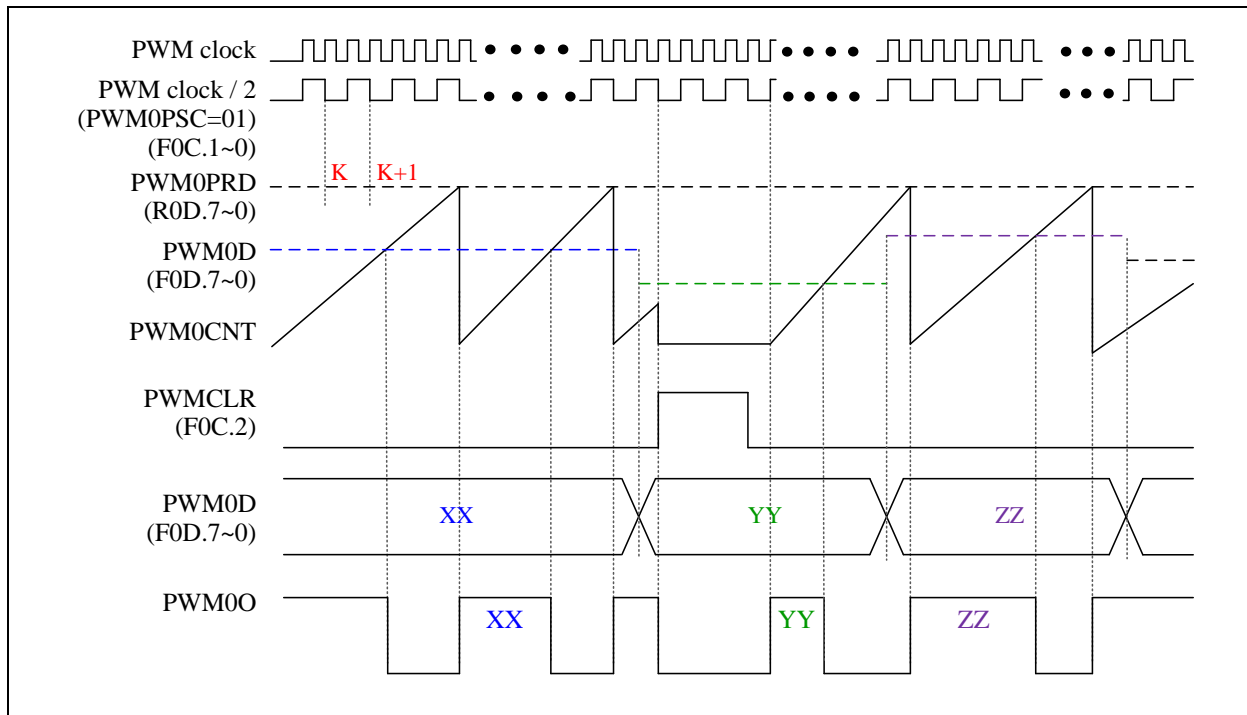 PWM clock
PWM clock / 2
(PWM0PSC=01)
(F0C.1~0)
K K+1
PWM0PRD
(R0D.7~0)
PWM0D
(F0D.7~0)
PWM0CNT
PWMCLR
(F0C.2)
PWM0D
(F0D.7~0)
XX YY ZZ
PWM0O
XX YY ZZ